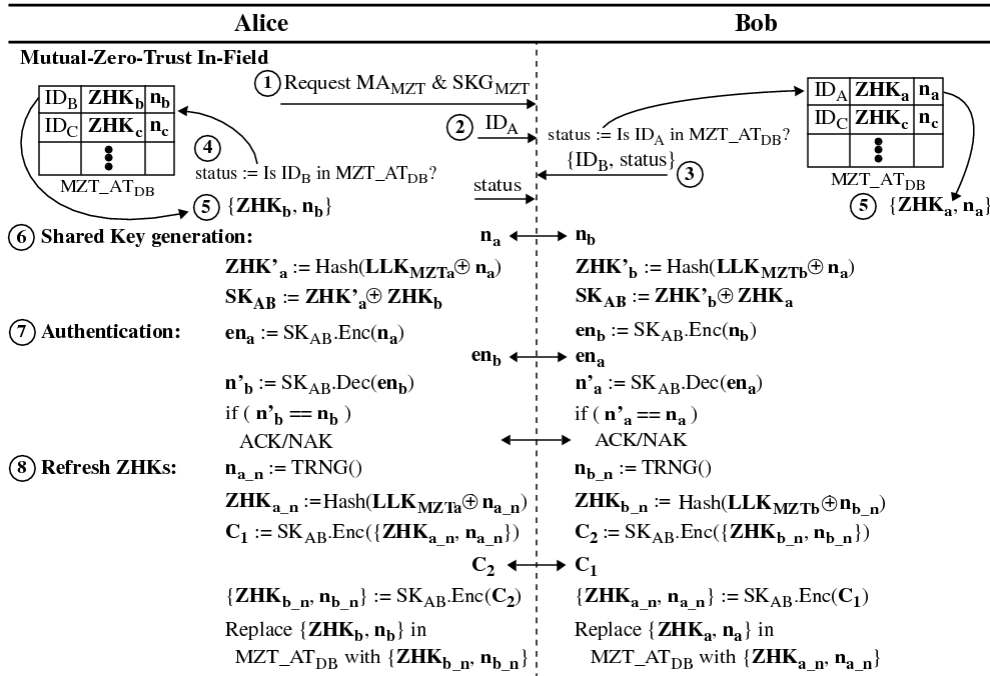 Alice Bob
Mutual-Zero-Trust In-Field
① Request MA_MZT & SKG_MZT
ID_B ZHK_b n_b
ID_C ZHK_c n_c
MZT_AT_DB
② ID_A
status := Is ID_A in MZT_AT_DB?
ID_A ZHK_a n_a
ID_C ZHK_c n_c
MZT_AT_DB
{ID_B, status} ③
④
status := Is ID_B in MZT_AT_DB?
status
⑤ {ZHK_b, n_b}
⑤ {ZHK_a, n_a}
⑥ Shared Key generation: n_a n_b
ZHK'_a := Hash(LLK_MZTa ⊕ n_a) ZHK'_b := Hash(LLK_MZTb ⊕ n_a)
SK_AB := ZHK'_a ⊕ ZHK_b SK_AB := ZHK'_b ⊕ ZHK_a
⑦ Authentication: en_a := SK_AB.Enc(n_a) en_b := SK_AB.Enc(n_b)
en_b en_a
n'_b := SK_AB.Dec(en_b) n'_a := SK_AB.Dec(en_a)
if ( n'_b == n_b ) if ( n'_a == n_a )
ACK/NAK ACK/NAK
⑧ Refresh ZHKs: n_a_n := TRNG() n_b_n := TRNG()
ZHK_a_n := Hash(LLK_MZTa ⊕ n_a_n) ZHK_b_n := Hash(LLK_MZTb ⊕ n_b_n)
C_1 := SK_AB.Enc({ZHK_a_n, n_a_n}) C_2 := SK_AB.Enc({ZHK_b_n, n_b_n})
C_2 C_1
{ZHK_b_n, n_b_n} := SK_AB.Enc(C_2) {ZHK_a_n, n_a_n} := SK_AB.Enc(C_1)
Replace {ZHK_b, n_b} in Replace {ZHK_a, n_a} in
MZT_AT_DB with {ZHK_b_n, n_b_n} MZT_AT_DB with {ZHK_a_n, n_a_n}